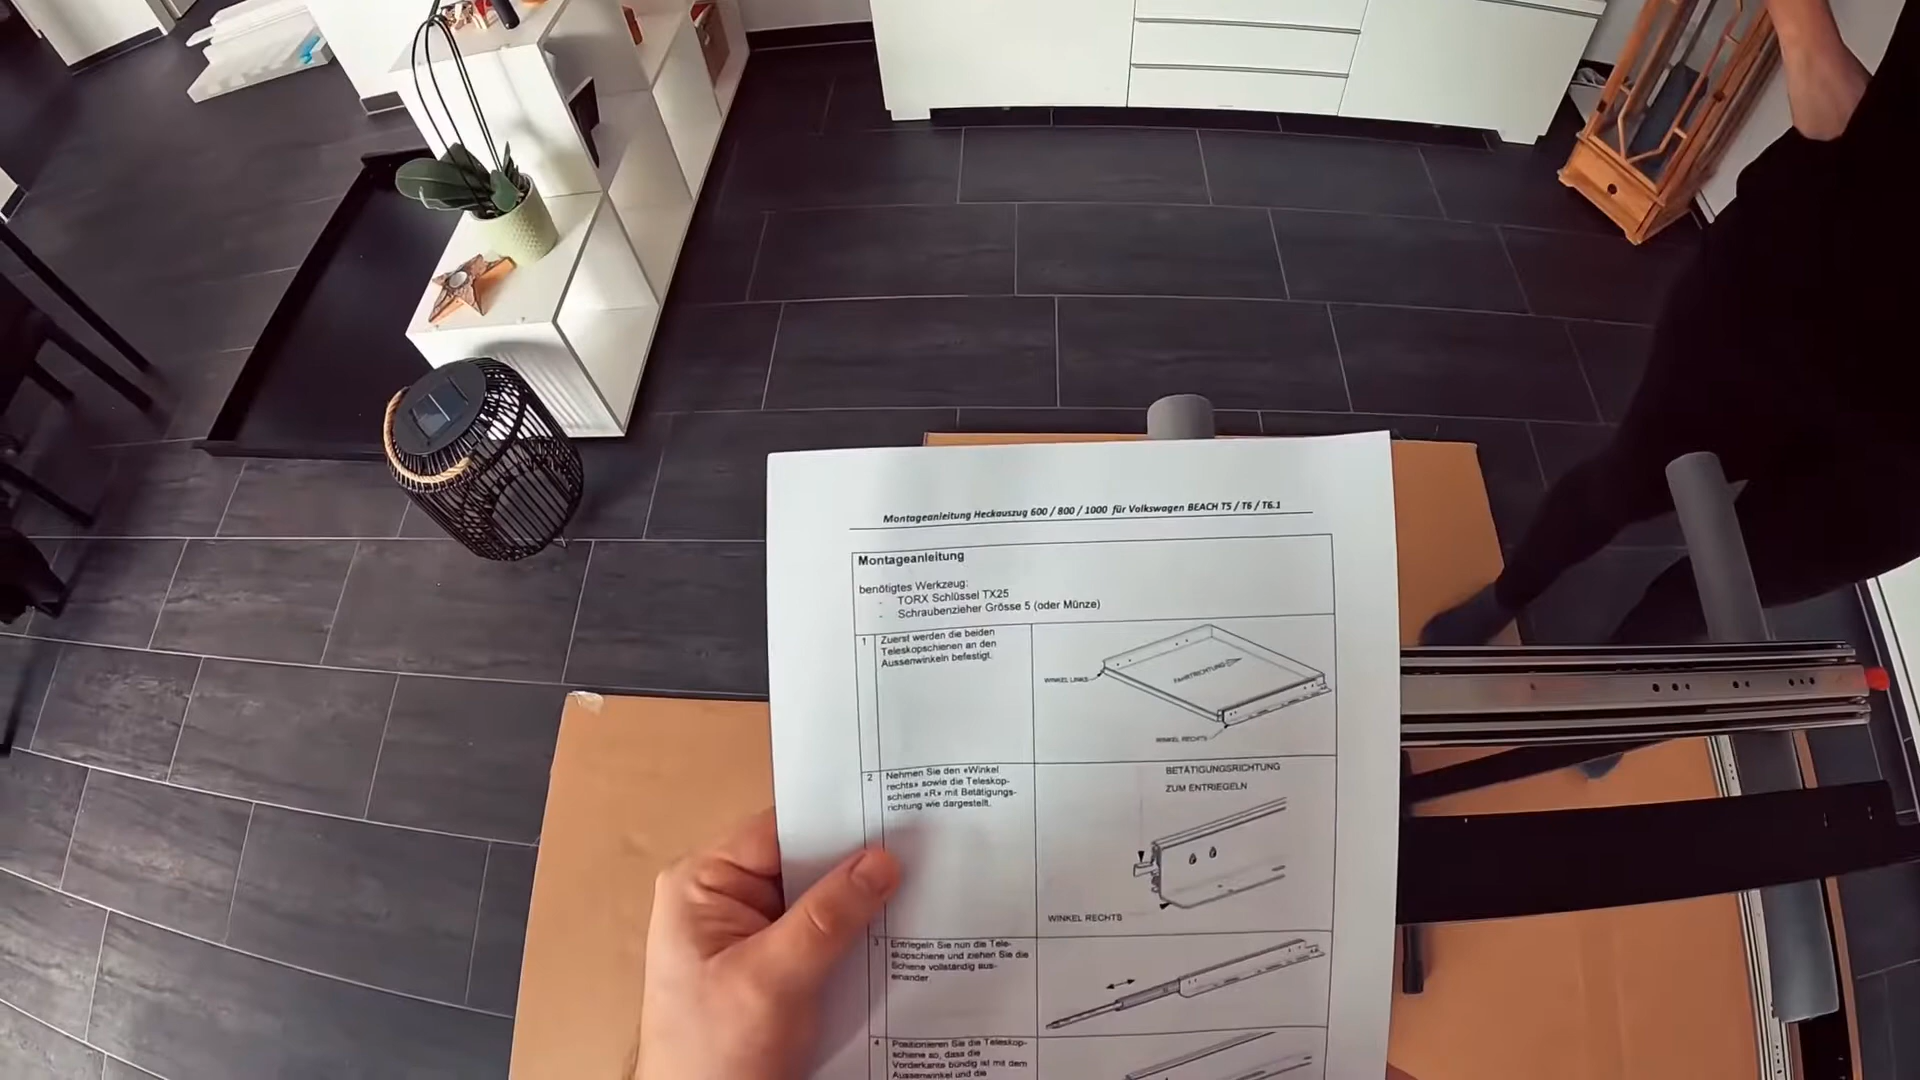 Montageanleitung Heckauszug 600 / 800 / 1000 für Volkswagen BEACH T5 / T6 / T6.1
Montageanleitung
benötigtes Werkzeug:
- TORX Schlüssel TX25
- Schraubenzieher Grösse 5 (oder Münze)
1 Zuerst werden die beiden
Teleskopschienen an den
Aussenwinkeln befestigt.
WINKEL LINKS
FAHRTRICHTUNG
WINKEL RECHTS
2 Nehmen Sie den «Winkel
rechts» sowie die Teleskop-
schiene «R» mit Betätigungs-
richtung wie dargestellt.
BETÄTIGUNGSRICHTUNG
ZUM ENTRIEGELN
WINKEL RECHTS
3 Entriegeln Sie nun die Tele-
skopschiene und ziehen Sie die
Schiene vollständig aus-
einander.
4 Positionieren Sie die Teleskop-
schiene so, dass die
Vorderkante bündig ist mit dem
Aussenwinkel und die